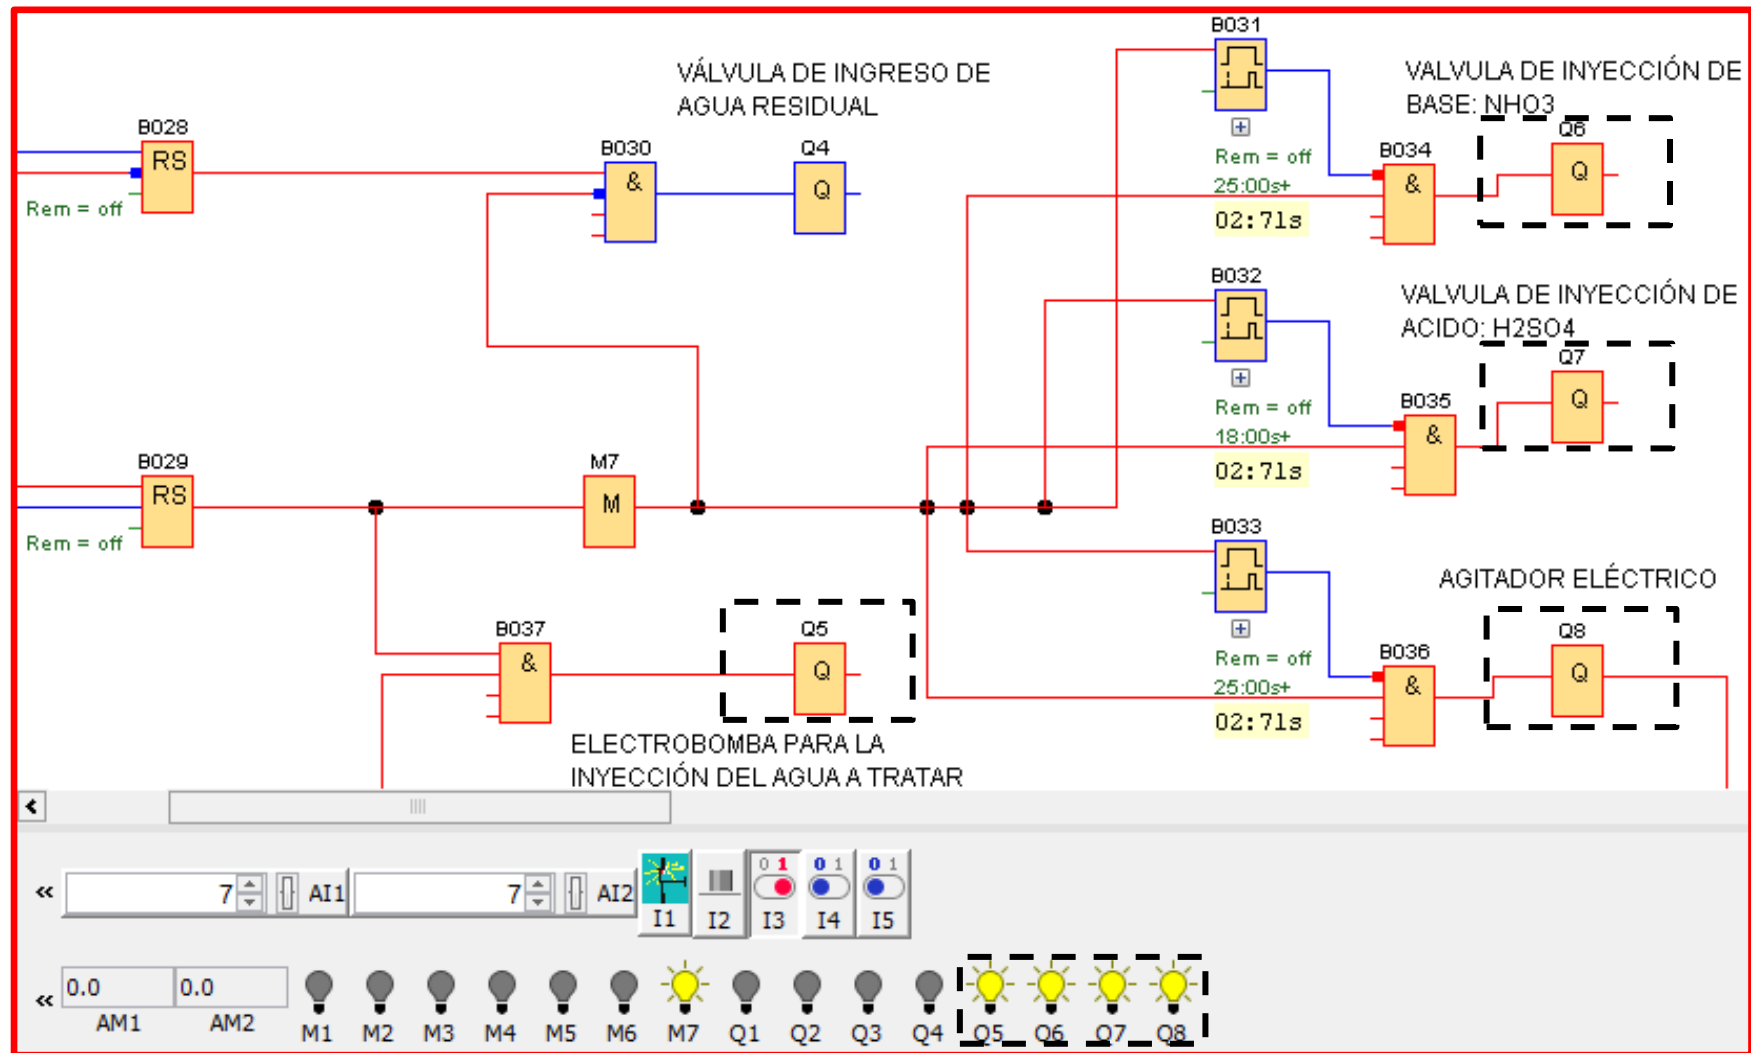 B031
VÁLVULA DE INGRESO DE
AGUA RESIDUAL
VALVULA DE INYECCIÓN DE
BASE: NHO3
B028
RS
Rem = off
B030
&
Q4
Q
Rem = off
25:00s+
02:71s
B034
&
Q6
Q
B032
VALVULA DE INYECCIÓN DE
ACIDO: H2SO4
Rem = off
18:00s+
02:71s
B035
&
Q7
Q
B029
RS
Rem = off
M7
M
B033
AGITADOR ELÉCTRICO
Rem = off
25:00s+
02:71s
B036
&
Q8
Q
B037
&
Q5
Q
ELECTROBOMBA PARA LA
INYECCIÓN DEL AGUA A TRATAR
« 7 AI1 7 AI2
0 1 0 1 0 1
I1 I2 I3 I4 I5
« 0.0 0.0
AM1 AM2 M1 M2 M3 M4 M5 M6 M7 Q1 Q2 Q3 Q4 Q5 Q6 Q7 Q8